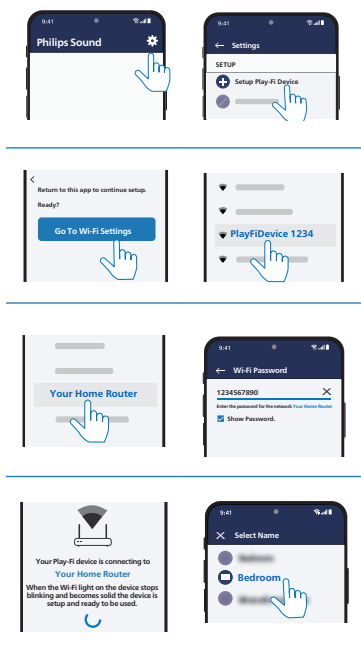 9:41
Philips Sound
9:41
← Settings
SETUP
Setup Play-Fi Device
Return to this app to continue setup.
Ready?
Go To Wi-Fi Settings
PlayFiDevice 1234
Your Home Router
9:41
← Wi-Fi Password
1234567890
Enter the password for the network Your Home Router
Show Password.
Your Play-Fi device is connecting to
Your Home Router
When the Wi-Fi light on the device stops
blinking and becomes solid the device is
setup and ready to be used.
9:41
Select Name
Bedroom